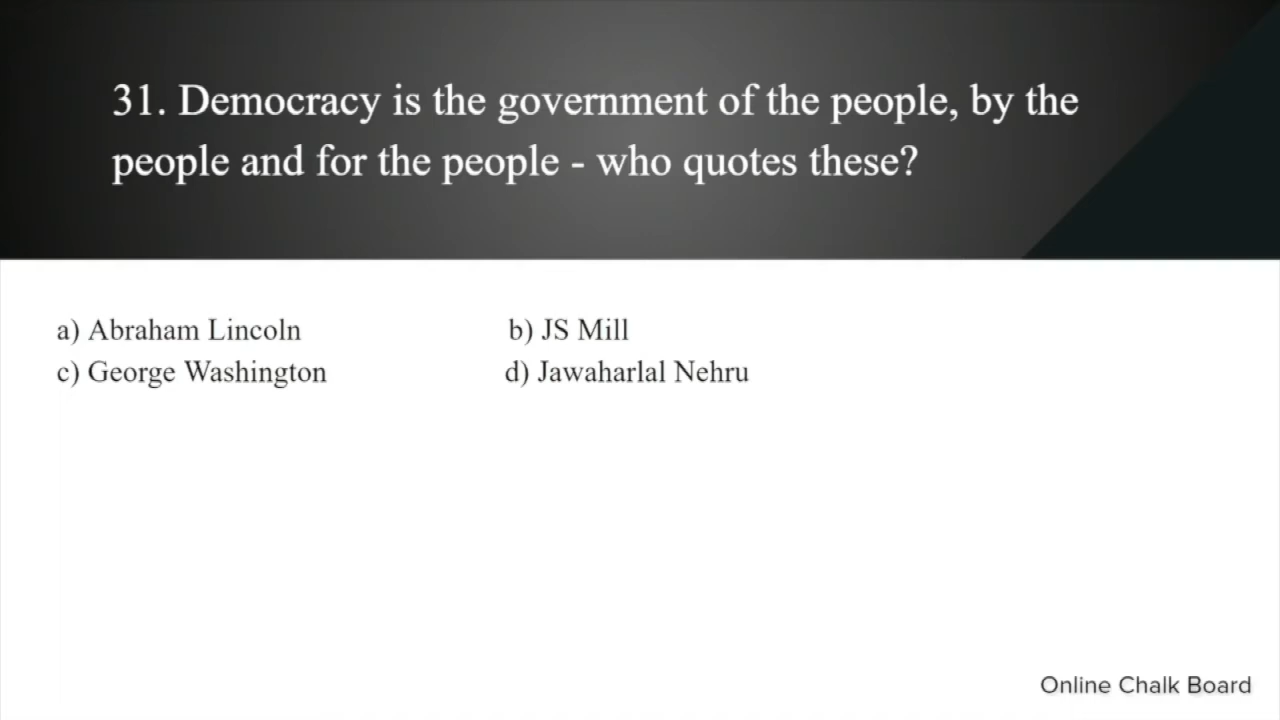 31. Democracy is the government of the people, by the
people and for the people - who quotes these?
a) Abraham Lincoln b) JS Mill
c) George Washington d) Jawaharlal Nehru
Online Chalk Board